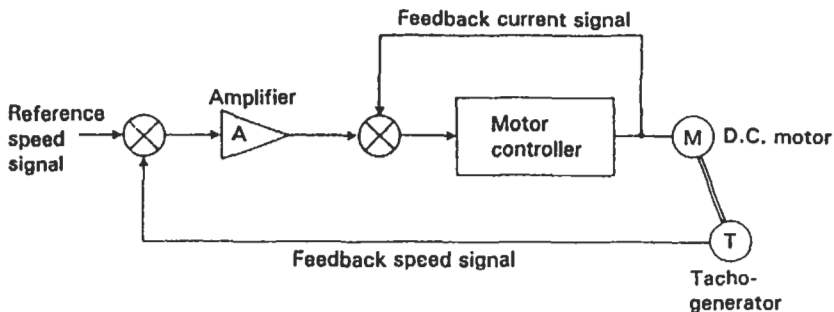 Feedback current signal
Amplifier
Reference
speed
signal
A
Motor
controller
M
D.C. motor
T
Feedback speed signal
Tacho-
generator